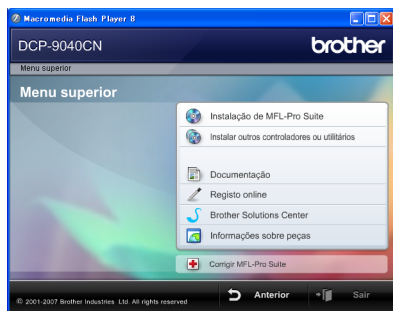 Macromedia Flash Player 8
DCP-9040CN
brother
Menu superior
Menu superior
Instalação de MFL-Pro Suite
Instalar outros controladores ou utilitários
Documentação
Registo online
Brother Solutions Center
Informações sobre peças
Corrigir MFL-Pro Suite
© 2001-2007 Brother Industries Ltd. All rights reserved
Anterior
Sair